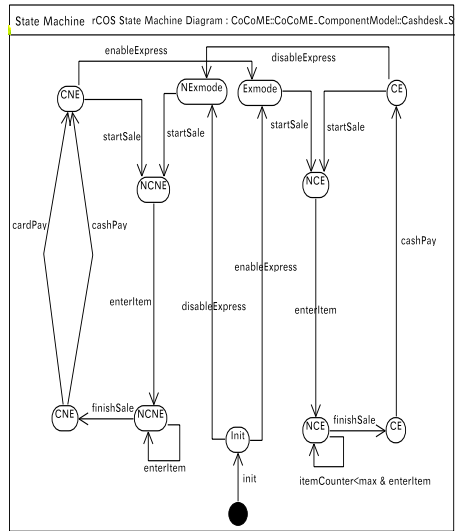 State Machine rCOS State Machine Diagram : CoCoME::CoCoME_ComponentModel::Cashdesk_S
enableExpress
disableExpress
CNE
NExmode
Exmode
CE
startSale
startSale
startSale
startSale
NCNE
NCE
cardPay
cashPay
cashPay
enableExpress
disableExpress
enterItem
enterItem
CNE
finishSale
NCNE
Init
NCE
finishSale
CE
enterItem
init
itemCounter<max & enterItem